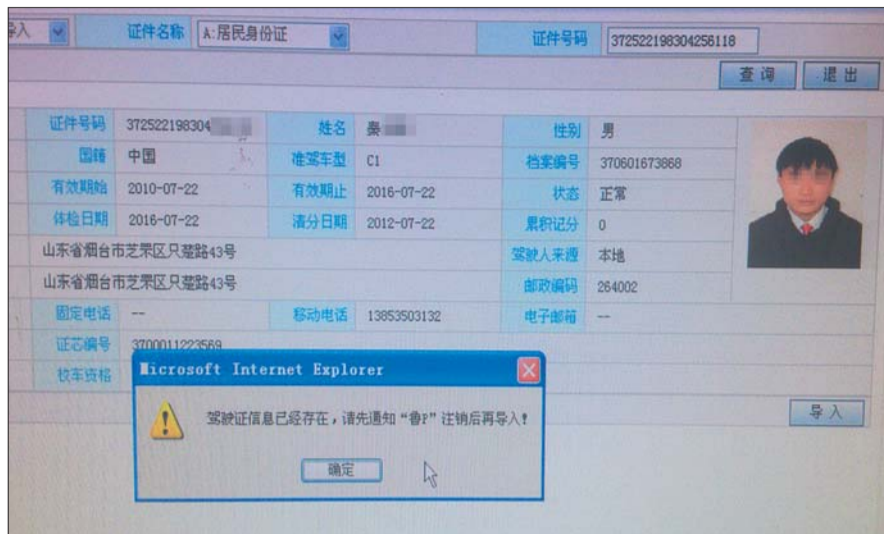 导入 证件名称 A:居民身份证 证件号码 372522198304256118
查 询 退 出
证件号码 372522198304 姓名 秦 性别 男
国籍 中国 准驾车型 C1 档案编号 370601673868
有效期始 2010-07-22 有效期止 2016-07-22 状态 正常
体检日期 2016-07-22 清分日期 2012-07-22 累积记分 0
山东省烟台市芝罘区只楚路43号 驾驶人来源 本地
山东省烟台市芝罘区只楚路43号 邮政编码 264002
固定电话 -- 移动电话 13853503132 电子邮箱 --
证芯编号 3700011223569
校车资格
Microsoft Internet Explorer
驾驶证信息已经存在，请先通知“鲁P”注销后再导入!
确定
导 入